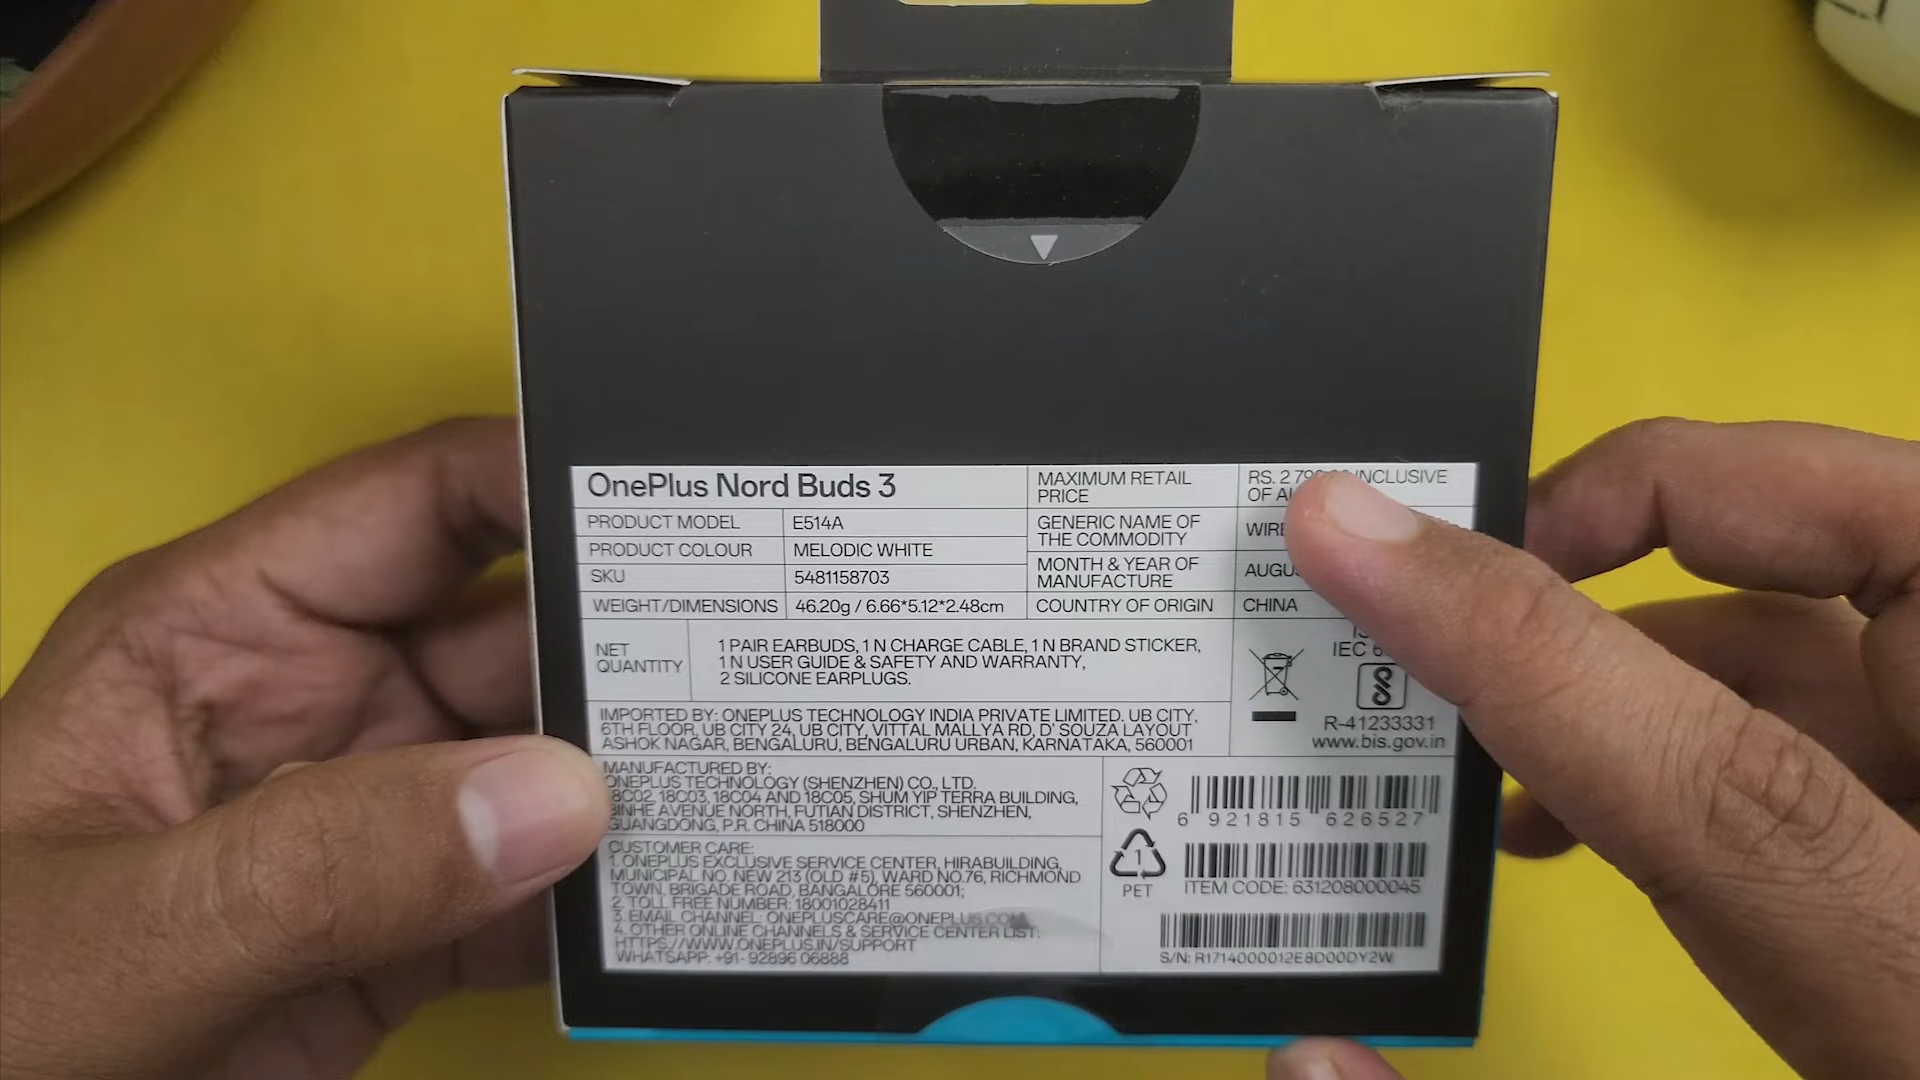 OnePlus Nord Buds 3
PRODUCT MODEL E514A
PRODUCT COLOUR MELODIC WHITE
SKU 5481158703
WEIGHT/DIMENSIONS 46.20g / 6.66*5.12*2.48cm
MAXIMUM RETAIL
PRICE
RS. INCLUSIVE
OF
GENERIC NAME OF
THE COMMODITY
MONTH & YEAR OF
MANUFACTURE
COUNTRY OF ORIGIN CHINA
NET
QUANTITY
1 PAIR EARBUDS, 1 N CHARGE CABLE, 1 N BRAND STICKER,
1 N USER GUIDE & SAFETY AND WARRANTY,
2 SILICONE EARPLUGS.
IEC
R-41233331
www.bis.gov.in
IMPORTED BY: ONEPLUS TECHNOLOGY INDIA PRIVATE LIMITED. UB CITY,
6TH FLOOR, UB CITY 24, UB CITY, VITTAL MALLYA RD, D' SOUZA LAYOUT
ASHOK NAGAR, BENGALURU, BENGALURU URBAN, KARNATAKA, 560001
MANUFACTURED BY:
ONEPLUS TECHNOLOGY (SHENZHEN) CO., LTD.
18C02, 18C03, 18C04 AND 18C05, SHUM YIP TERRA BUILDING,
BINHE AVENUE NORTH, FUTIAN DISTRICT, SHENZHEN,
GUANGDONG, P.R. CHINA 518000
CUSTOMER CARE:
1. ONEPLUS EXCLUSIVE SERVICE CENTER, HIRABUILDING,
MUNICIPAL NO. NEW 213 (OLD #5), WARD NO.76, RICHMOND
TOWN, BRIGADE ROAD, BANGALORE 560001;
2. TOLL FREE NUMBER: 18001028411
3. EMAIL CHANNEL: ONEPLUSCARE@ONEPLUS.COM
4. OTHER ONLINE CHANNELS & SERVICE CENTER LIST:
HTTPS://WWW.ONEPLUS.IN/SUPPORT
WHATSAPP: +91- 92896 06888
6 921815 626527
1
PET
ITEM CODE: 631208000045
S/N: R1714000012E8D00DY2W